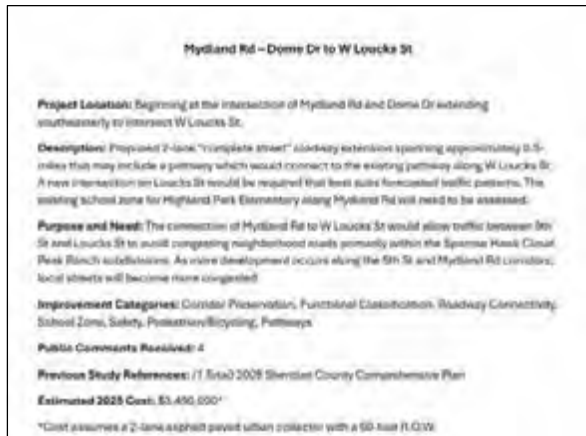 Mydland Rd – Dome Dr to W Loucks St
Project Location: Beginning at the intersection of Mydland Rd and Dome Dr extending
southeasterly to intersect W Loucks St.
Description: Proposed 2-lane "complete street" roadway extension spanning approximately 0.5-
miles that may include a pathway which would connect to the existing pathway along W Loucks St.
A new intersection on Loucks St would be required that best suits forecasted traffic patterns. The
existing school zone for Highland Park Elementary along Mydland Rd will need to be assessed.
Purpose and Need: The connection of Mydland Rd to W Loucks St would allow traffic between 5th
St and Loucks St to avoid congesting neighborhood roads primarily within the Sparrow Hawk Cloud
Peak Ranch subdivisions. As more development occurs along the 5th St and Mydland Rd corridors,
local streets will become more congested.
Improvement Categories: Corridor Preservation, Functional Classification, Roadway Connectivity,
School Zone, Safety, Pedestrian/Bicycling, Pathways
Public Comments Received: 4
Previous Study References: (1 Total) Sheridan County Comprehensive Plan
Estimated 2025 Cost:
*Cost assumes a 2-lane asphalt paved urban collector with a 60-foot R.O.W.